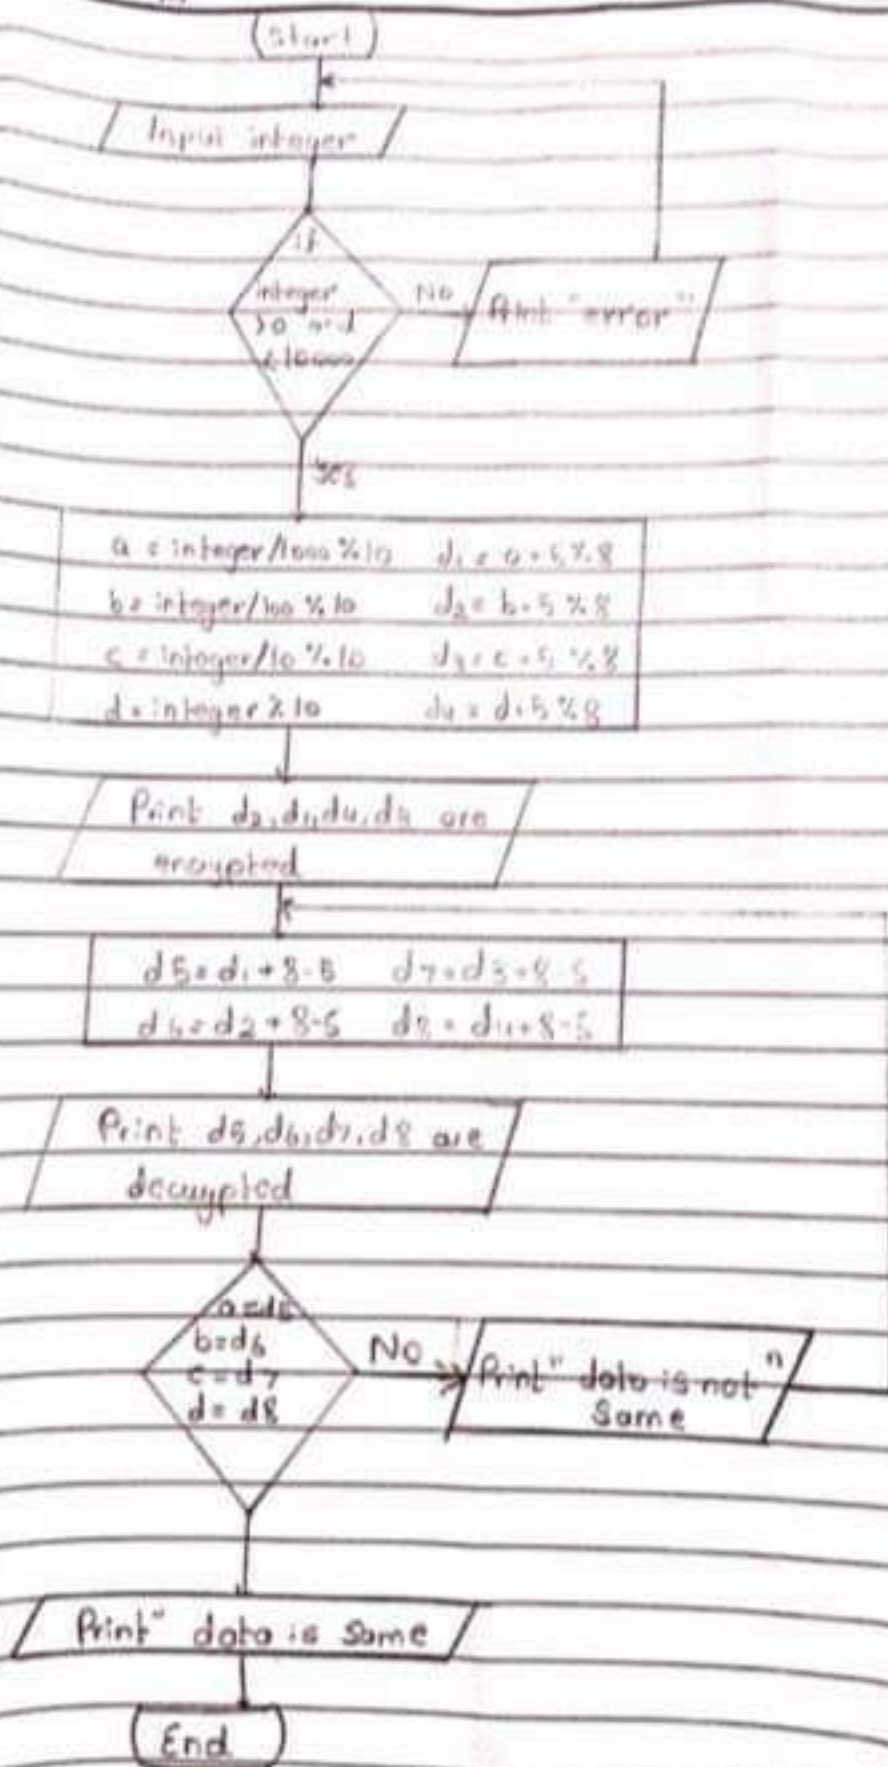 Start
Input integer
if
integer
>0 and
<10000
No
Print "error"
Yes
a = integer/1000 % 10 d1 = a+5 % 8
b = integer/100 % 10 d2 = b+5 % 8
c = integer/10 % 10 d3 = c+5 % 8
d = integer % 10 d4 = d+5 % 8
Print d2, d1, d4, d3 are
encypted
d5 = d1 + 8-5 d7 = d3+8-5
d6 = d2 + 8-5 d8 = d4+8-5
Print d5, d6, d7, d8 are
decuypted
a = d5
b = d6
c = d7
d = d8
No
Print " data is not "
Same
Print " data is same
End